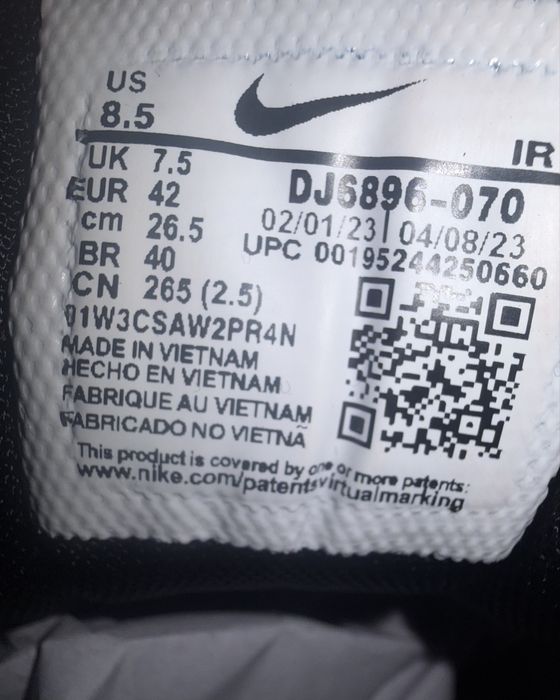 US
8.5
IR
UK 7.5
EUR 42
cm 26.5
BR 40
CN 265 (2.5)
DJ6896-070
02/01/23 | 04/08/23
UPC 00195244250660
01W3CSAW2PR4N
MADE IN VIETNAM
HECHO EN VIETNAM
FABRIQUE AU VIETNAM
FABRICADO NO VIETNÃ
This product is covered by one or more patents:
www.nike.com/patentsvirtualmarking